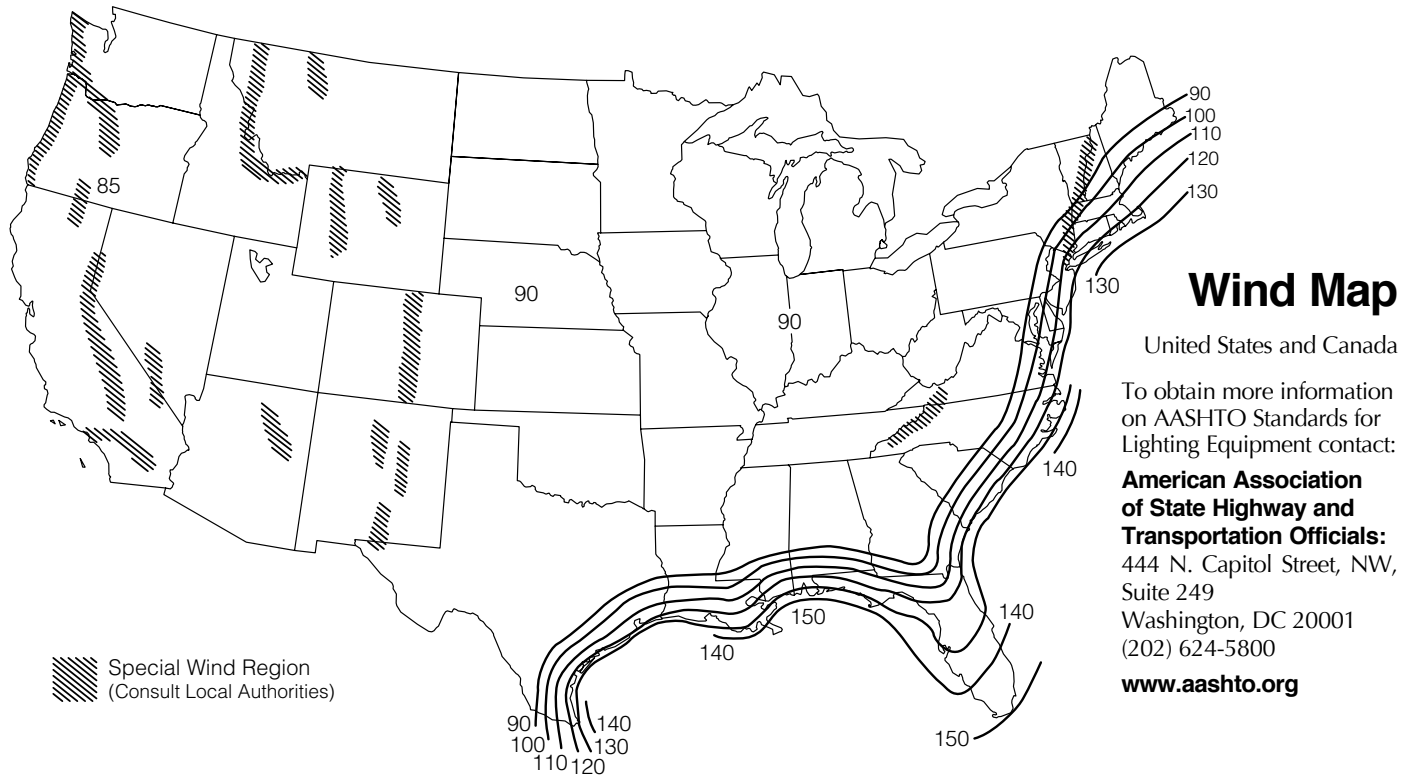 90
100
110
120
130
85
130
Wind Map
90
90
United States and Canada
To obtain more information
on AASHTO Standards for
Lighting Equipment contact:
140
American Association
of State Highway and
Transportation Officials:
444 N. Capitol Street, NW,
Suite 249
Washington, DC 20001
(202) 624-5800
www.aashto.org
150
140
140
Special Wind Region
(Consult Local Authorities)
90
100
110
120
130
140
150